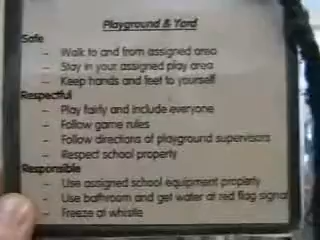 Playground & Yard
Safe
- Walk to and from assigned area
- Stay in your assigned play area
- Keep hands and feet to yourself
Respectful
- Play fairly and include everyone
- Follow game rules
- Follow directions of playground supervisors
- Respect school property
Responsible
- Use assigned school equipment properly
- Use bathroom and get water at red flag signal
- Freeze at whistle